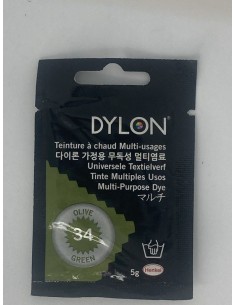 DYLON®
Teinture à chaud Multi-usages
다이론 가정용 무독성 멀티염료
Universele Textielverf
Tinte Multiples Usos
Multi-Purpose Dye
マルチ
OLIVE
34
GREEN
5g
Henkel